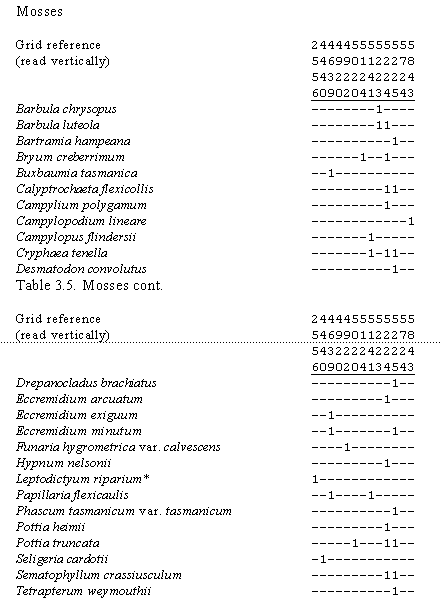 Mosses
Grid reference 2444455555555
(read vertically) 5469901122278
5432222422224
6090204134543
Barbula chrysopus --------1----
Barbula luteola --------11---
Bartramia hampeana ----------1--
Bryum creberrimum ------1--1---
Buxbaumia tasmanica --1----------
Calyptrochaeta flexicollis ---------11--
Campylium polygamum ---------1---
Campylopodium lineare ------------1
Campylopus flindersii -------1-----
Cryphaea tenella -------1-11--
Desmatodon convolutus ----------1--
Table 3.5. Mosses cont.
Grid reference 2444455555555
(read vertically) 5469901122278
5432222422224
6090204134543
Drepanocladus brachiatus ----------1--
Eccremidium arcuatum ---------1---
Eccremidium exiguum --1----------
Eccremidium minutum --1-------1--
Funaria hygrometrica var. calvescens ----1--------
Hypnum nelsonii ---------1---
Leptodictyum riparium* 1------------
Papillaria flexicaulis --1----1-----
Phascum tasmanicum var. tasmanicum ----------1--
Pottia heimii ---------1---
Pottia truncata -----1---11--
Seligeria cardotii -1-----------
Sematophyllum crassiusculum ---------11--
Tetrapterum weymouthii ----------1--